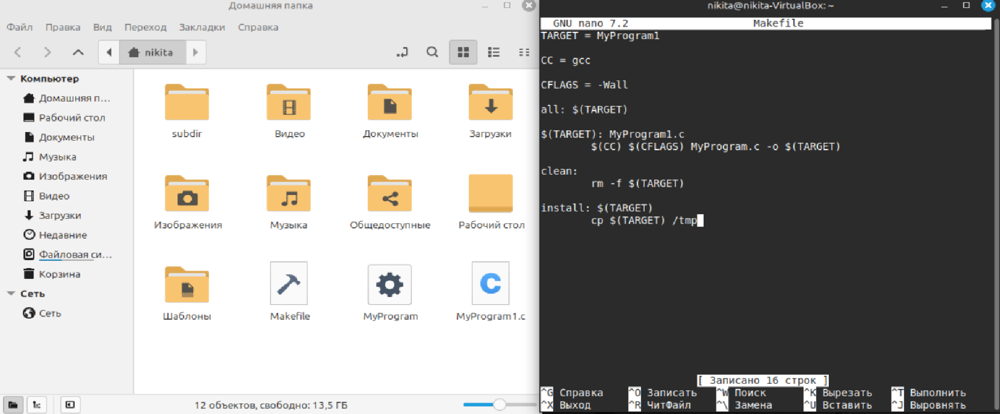 Домашняя папка
Файл Правка Вид Переход Закладки Справка
nikita
Компьютер
Домашняя п...
Рабочий стол
Документы
Музыка
Изображения
Видео
Загрузки
Недавние
Файловая си...
Корзина
Сеть
Сеть
subdir Видео Документы Загрузки
Изображения Музыка Общедоступные Рабочий стол
Шаблоны Makefile MyProgram MyProgram1.c
12 объектов, свободно: 13,5 ГБ
nikita@nikita-VirtualBox: ~
GNU nano 7.2 Makefile
TARGET = MyProgram1
CC = gcc
CFLAGS = -Wall
all: $(TARGET)
$(TARGET): MyProgram1.c
$(CC) $(CFLAGS) MyProgram.c -o $(TARGET)
clean:
rm -f $(TARGET)
install: $(TARGET)
cp $(TARGET) /tmp
[ Записано 16 строк ]
^G Справка ^O Записать ^W Поиск ^K Вырезать ^T Выполнить
^X Выход ^R ЧитФайл ^\ Замена ^U Вставить ^J Выровнять